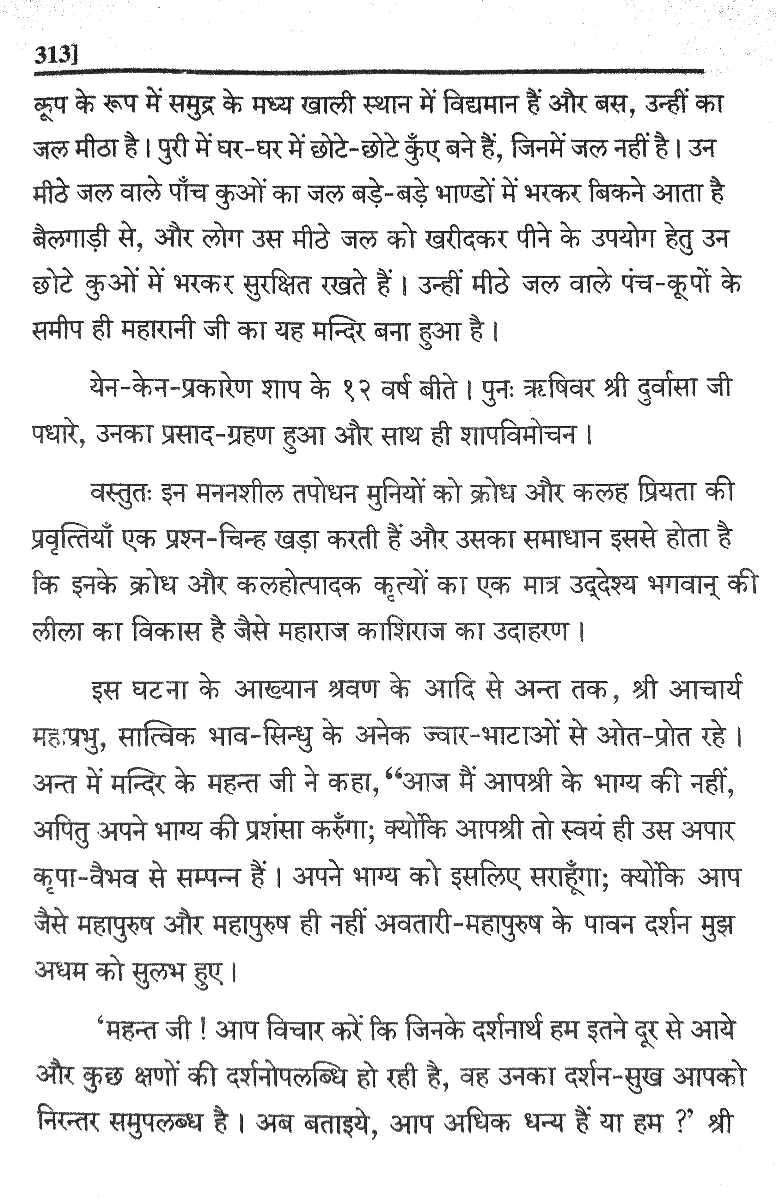 313]
कूप के रूप में समुद्र के मध्य खाली स्थान में विद्यमान हैं और बस, उन्हीं का
जल मीठा है। पुरी में घर-घर में छोटे-छोटे कुँए बने हैं, जिनमें जल नहीं है। उन
मीठे जल वाले पाँच कुओं का जल बड़े-बड़े भाण्डों में भरकर बिकने आता है
बैलगाड़ी से, और लोग उस मीठे जल को खरीदकर पीने के उपयोग हेतु उन
छोटे कुओं में भरकर सुरक्षित रखते हैं। उन्हीं मीठे जल वाले पंच-कूपों के
समीप ही महारानी जी का यह मन्दिर बना हुआ है।
येन-केन-प्रकारेण शाप के १२ वर्ष बीते। पुनः ऋषिवर श्री दुर्वासा जी
पधारे, उनका प्रसाद-ग्रहण हुआ और साथ ही शापविमोचन।
वस्तुतः इन मननशील तपोधन मुनियों को क्रोध और कलह प्रियता की
प्रवृत्तियाँ एक प्रश्न-चिन्ह खड़ा करती हैं और उसका समाधान इससे होता है
कि इनके क्रोध और कलहोत्पादक कृत्यों का एक मात्र उद्देश्य भगवान् की
लीला का विकास है जैसे महाराज काशिराज का उदाहरण।
इस घटना के आख्यान श्रवण के आदि से अन्त तक, श्री आचार्य
महाप्रभु, सात्विक भाव-सिन्धु के अनेक ज्वार-भाटाओं से ओत-प्रोत रहे।
अन्त में मन्दिर के महन्त जी ने कहा, “आज मैं आपश्री के भाग्य की नहीं,
अपितु अपने भाग्य की प्रशंसा करुँगा; क्योंकि आपश्री तो स्वयं ही उस अपार
कृपा-वैभव से सम्पन्न हैं। अपने भाग्य को इसलिए सराहूँगा; क्योंकि आप
जैसे महापुरुष और महापुरुष ही नहीं अवतारी-महापुरुष के पावन दर्शन मुझ
अधम को सुलभ हुए।
‘महन्त जी ! आप विचार करें कि जिनके दर्शनार्थ हम इतने दूर से आये
और कुछ क्षणों की दर्शनोपलब्धि हो रही है, वह उनका दर्शन-सुख आपको
निरन्तर समुपलब्ध है। अब बताइये, आप अधिक धन्य हैं या हम ?’ श्री